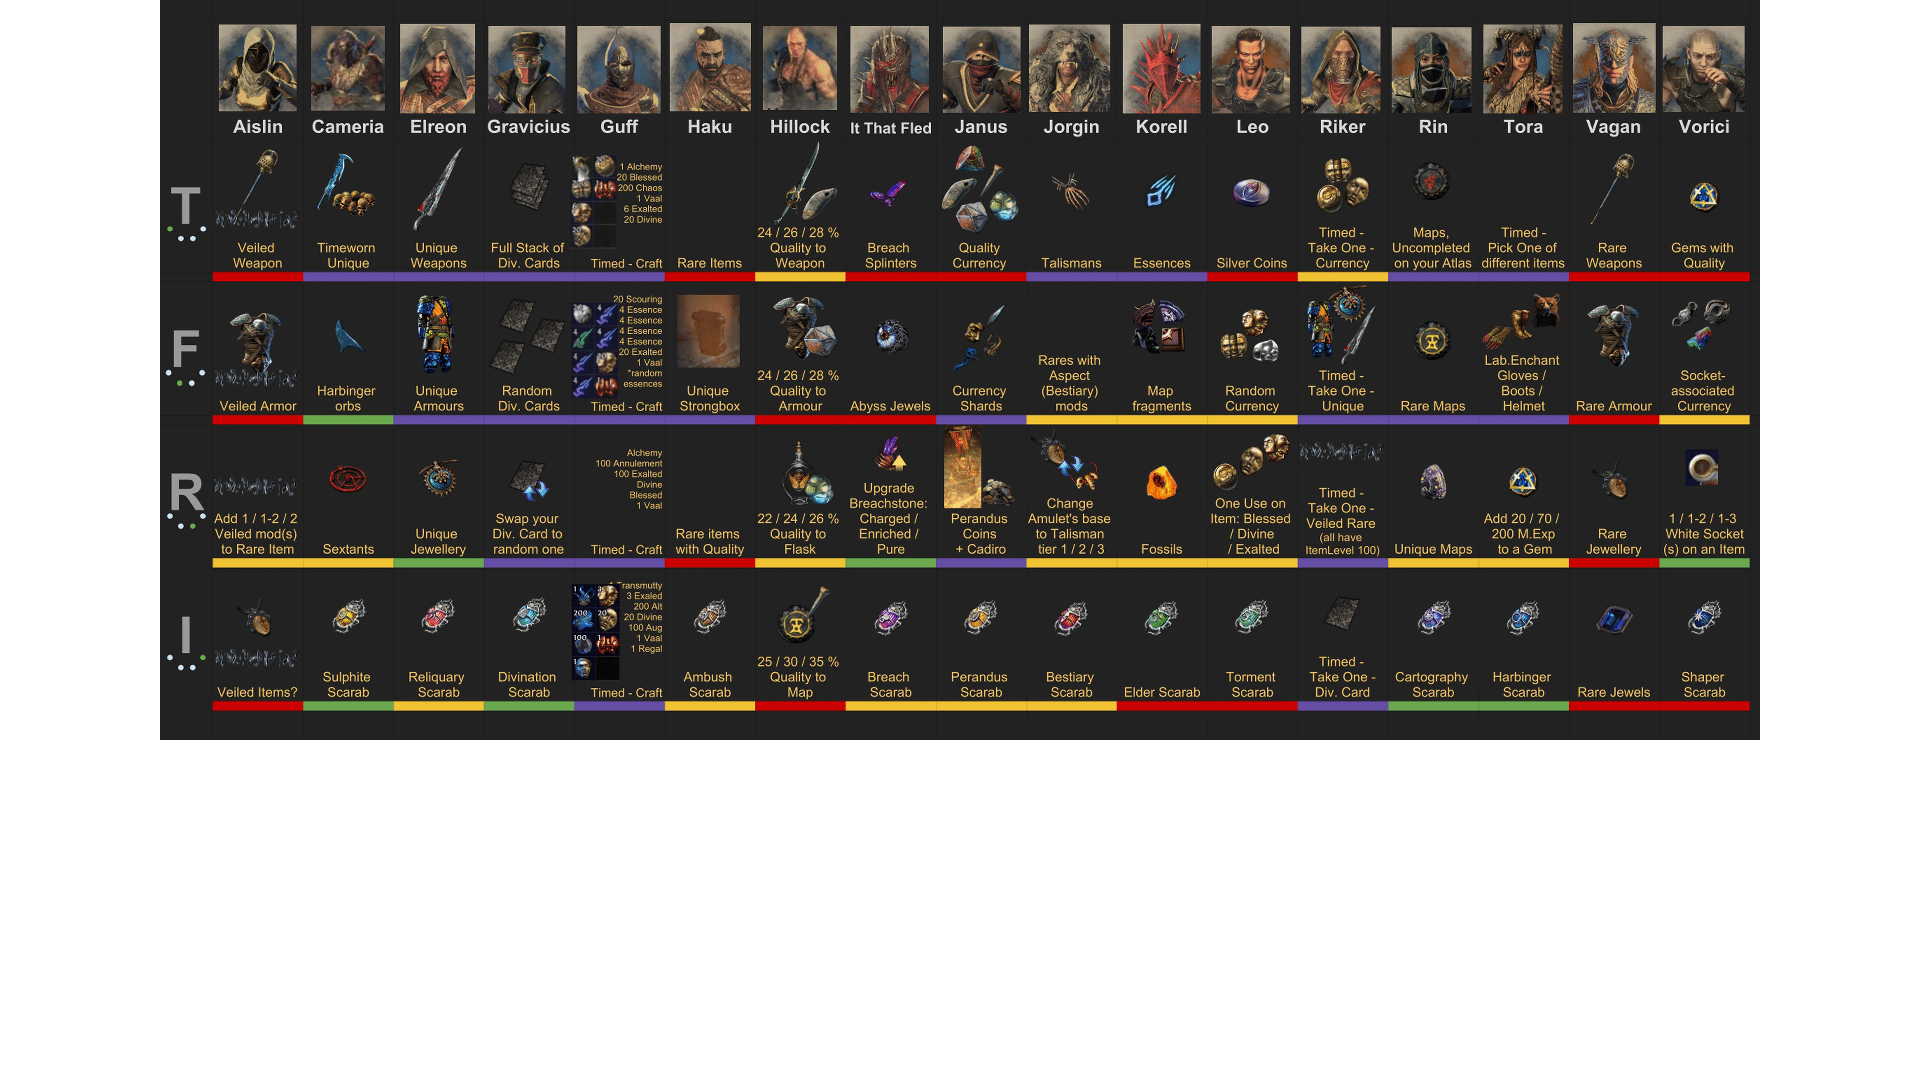 Aislin Cameria Elreon Gravicius Guff Haku Hillock It That Fled Janus Jorgin Korell Leo Riker Rin Tora Vagan Vorici
T
Veiled
Weapon
Timeworn
Unique
Unique
Weapons
Full Stack of
Div. Cards
1 Alchemy
20 Blessed
200 Chaos
1 Vaal
6 Exalted
20 Divine
20
Timed - Craft
Rare Items
24 / 26 / 28 %
Quality to
Weapon
Breach
Splinters
Quality
Currency
Talismans
Essences
Silver Coins
Timed -
Take One -
Currency
Maps,
Uncompleted
on your Atlas
Timed -
Pick One of
different items
Rare
Weapons
Gems with
Quality
F
Veiled Armor
Harbinger
orbs
Unique
Armours
Random
Div. Cards
20 Scouring
4 Essence
4 Essence
4 Essence
4 Essence
20 Exalted
1 Vaal
*random
essences
Timed - Craft
Unique
Strongbox
24 / 26 / 28 %
Quality to
Armour
Abyss Jewels
Currency
Shards
Rares with
Aspect
(Bestiary)
mods
Map
fragments
Random
Currency
Timed -
Take One -
Unique
Rare Maps
Lab.Enchant
Gloves /
Boots /
Helmet
Rare Armour
Socket-
associated
Currency
R
Add 1 / 1-2 / 2
Veiled mod(s)
to Rare Item
Sextants
Unique
Jewellery
Swap your
Div. Card to
random one
Alchemy
100 Annulement
100 Exalted
Divine
Blessed
1 Vaal
Timed - Craft
Rare items
with Quality
22 / 24 / 26 %
Quality to
Flask
Upgrade
Breachstone:
Charged /
Enriched /
Pure
Perandus
Coins
+ Cadiro
Change
Amulet's base
to Talisman
tier 1 / 2 / 3
Fossils
One Use on
Item: Blessed
/ Divine
/ Exalted
Timed -
Take One -
Veiled Rare
(all have
ItemLevel 100)
Unique Maps
Add 20 / 70 /
200 M.Exp
to a Gem
Rare
Jewellery
1 / 1-2 / 1-3
White Socket
(s) on an Item
I
Veiled Items?
Sulphite
Scarab
Reliquary
Scarab
Divination
Scarab
Transmutty
3 Exaled
200 Alt
20 Divine
100 Aug
1 Vaal
1 Regal
200
20
100
Timed - Craft
Ambush
Scarab
25 / 30 / 35 %
Quality to
Map
Breach
Scarab
Perandus
Scarab
Bestiary
Scarab
Elder Scarab
Torment
Scarab
Timed -
Take One -
Div. Card
Cartography
Scarab
Harbinger
Scarab
Rare Jewels
Shaper
Scarab